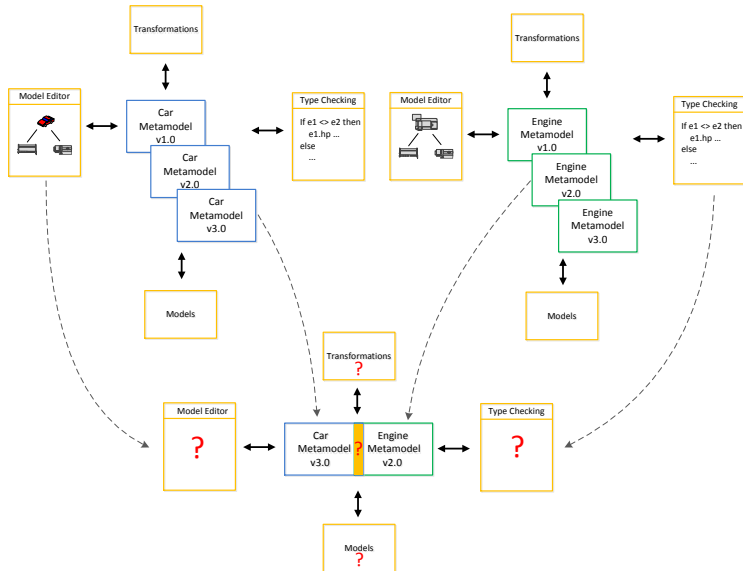 Transformations
Model Editor
Car
Metamodel
v1.0
Car
Metamodel
v2.0
Car
Metamodel
v3.0
Type Checking
If e1 <> e2 then
e1.hp ...
else
...
Models
Transformations
Model Editor
Engine
Metamodel
v1.0
Engine
Metamodel
v2.0
Engine
Metamodel
v3.0
Type Checking
If e1 <> e2 then
e1.hp ...
else
...
Models
Transformations
?
Model Editor
?
Car
Metamodel
v3.0
?
Engine
Metamodel
v2.0
Type Checking
?
Models
?